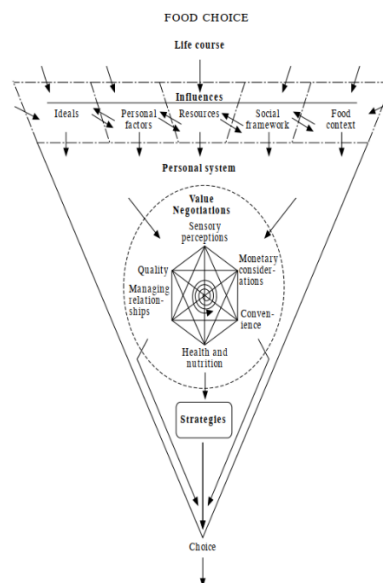 FOOD CHOICE
Life course
Influences
Ideals
Personal
factors
Resources
Social
framework
Food
context
Personal system
Value
Negotiations
Sensory
perceptions
Quality
Monetary
consider-
ations
Managing
relation-
ships
Conven-
ience
Health and
nutrition
Strategies
Choice